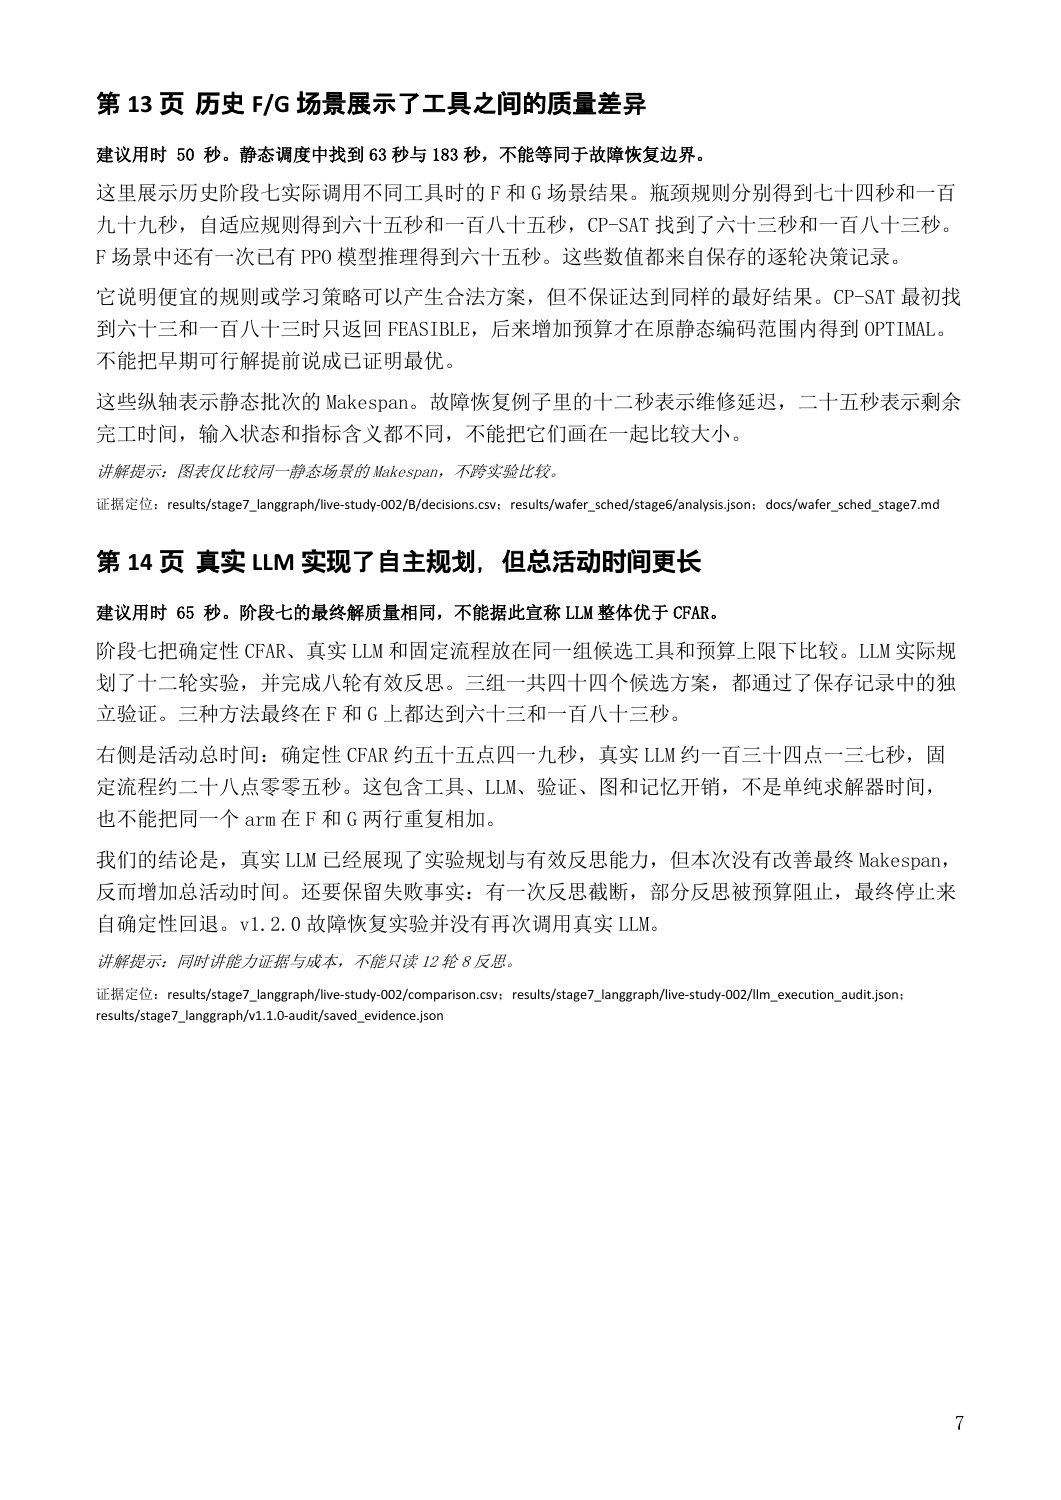 第 13 页 历史 F/G 场景展示了工具之间的质量差异
建议用时 50 秒。静态调度中找到 63 秒与 183 秒，不能等同于故障恢复边界。
这里展示历史阶段七实际调用不同工具时的 F 和 G 场景结果。瓶颈规则分别得到七十四秒和一百
九十九秒，自适应规则得到六十五秒和一百八十五秒，CP-SAT 找到了六十三秒和一百八十三秒。
F 场景中还有一次已有 PPO 模型推理得到六十五秒。这些数值都来自保存的逐轮决策记录。
它说明便宜的规则或学习策略可以产生合法方案，但不保证达到同样的最好结果。CP-SAT 最初找
到六十三和一百八十三时只返回 FEASIBLE，后来增加预算才在原静态编码范围内得到 OPTIMAL。
不能把早期可行解提前说成已证明最优。
这些纵轴表示静态批次的 Makespan。故障恢复例子里的十二秒表示维修延迟，二十五秒表示剩余
完工时间，输入状态和指标含义都不同，不能把它们画在一起比较大小。
讲解提示：图表仅比较同一静态场景的 Makespan，不跨实验比较。
证据定位：results/stage7_langgraph/live-study-002/B/decisions.csv；results/wafer_sched/stage6/analysis.json；docs/wafer_sched_stage7.md
第 14 页 真实 LLM 实现了自主规划，但总活动时间更长
建议用时 65 秒。阶段七的最终解质量相同，不能据此宣称 LLM 整体优于 CFAR。
阶段七把确定性 CFAR、真实 LLM 和固定流程放在同一组候选工具和预算上限下比较。LLM 实际规
划了十二轮实验，并完成八轮有效反思。三组一共四十四个候选方案，都通过了保存记录中的独
立验证。三种方法最终在 F 和 G 上都达到六十三和一百八十三秒。
右侧是活动总时间：确定性 CFAR 约五十五点四一九秒，真实 LLM 约一百三十四点一三七秒，固
定流程约二十八点零零五秒。这包含工具、LLM、验证、图和记忆开销，不是单纯求解器时间，
也不能把同一个 arm 在 F 和 G 两行重复相加。
我们的结论是，真实 LLM 已经展现了实验规划与有效反思能力，但本次没有改善最终 Makespan，
反而增加总活动时间。还要保留失败事实：有一次反思截断，部分反思被预算阻止，最终停止来
自确定性回退。v1.2.0 故障恢复实验并没有再次调用真实 LLM。
讲解提示：同时讲能力证据与成本，不能只读 12 轮 8 反思。
证据定位：results/stage7_langgraph/live-study-002/comparison.csv；results/stage7_langgraph/live-study-002/llm_execution_audit.json；
results/stage7_langgraph/v1.1.0-audit/saved_evidence.json
7